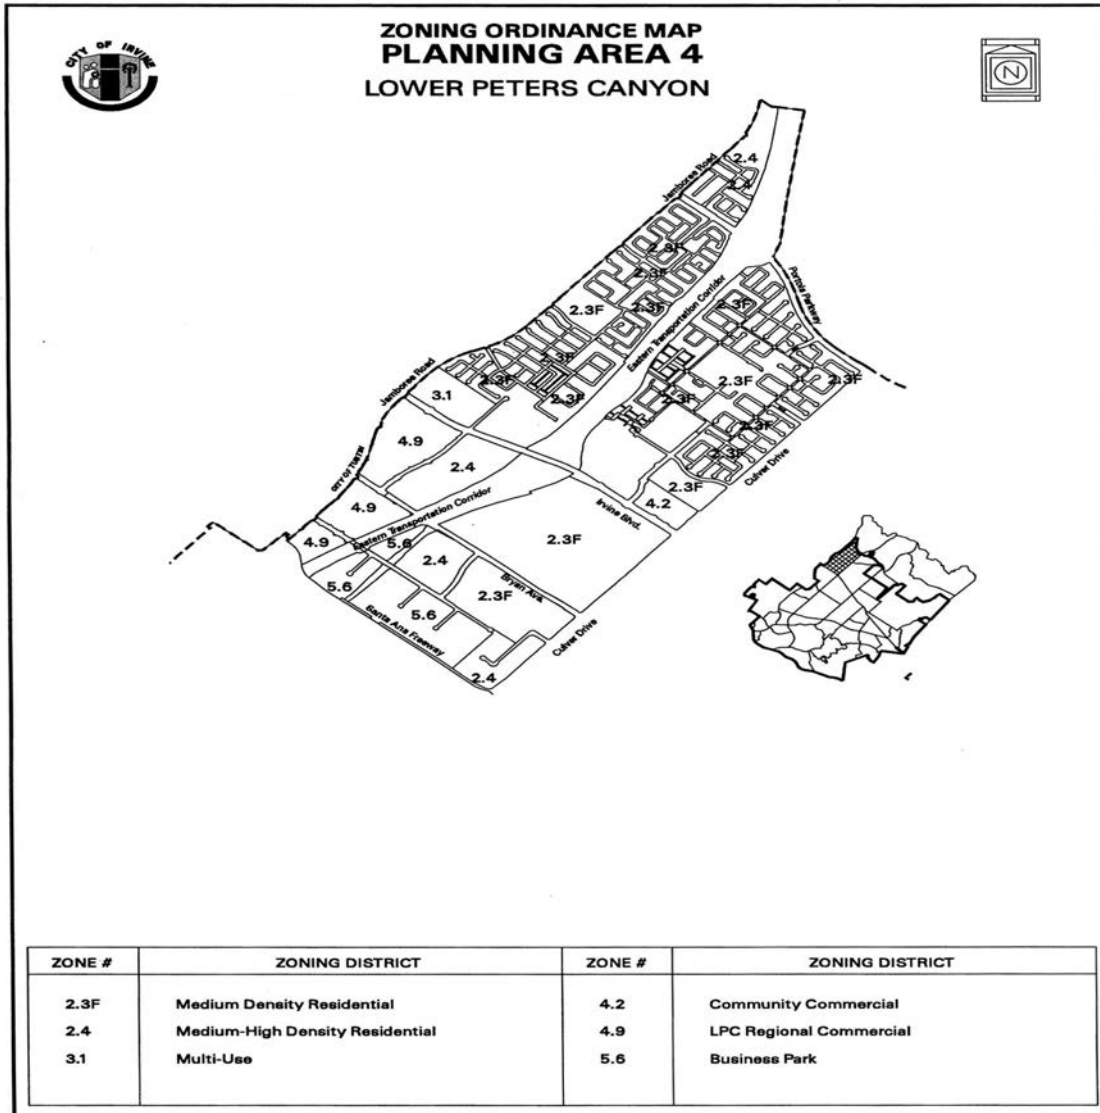 CITY OF IRVINE
ZONING ORDINANCE MAP
PLANNING AREA 4
LOWER PETERS CANYON
N
2.4
2.4
Jamboree Road
2.3F
2.3F
2.3F
2.3F
2.3F
2.3F
2.3F
Eastern Transportation Corridor
2.3F
Portola Parkway
2.3F
2.3F
2.3F
2.3F
2.3F
Jamboree Road
3.1
4.9
2.4
CITY OF TUSTIN
4.9
4.9
Eastern Transportation Corridor
2.3F
4.2
Culver Drive
Irvine Blvd.
2.3F
5.6
2.4
Bryan Ave.
2.3F
5.6
5.6
Santa Ana Freeway
Culver Drive
2.4
ZONE # ZONING DISTRICT ZONE # ZONING DISTRICT
2.3F Medium Density Residential 4.2 Community Commercial
2.4 Medium-High Density Residential 4.9 LPC Regional Commercial
3.1 Multi-Use 5.6 Business Park